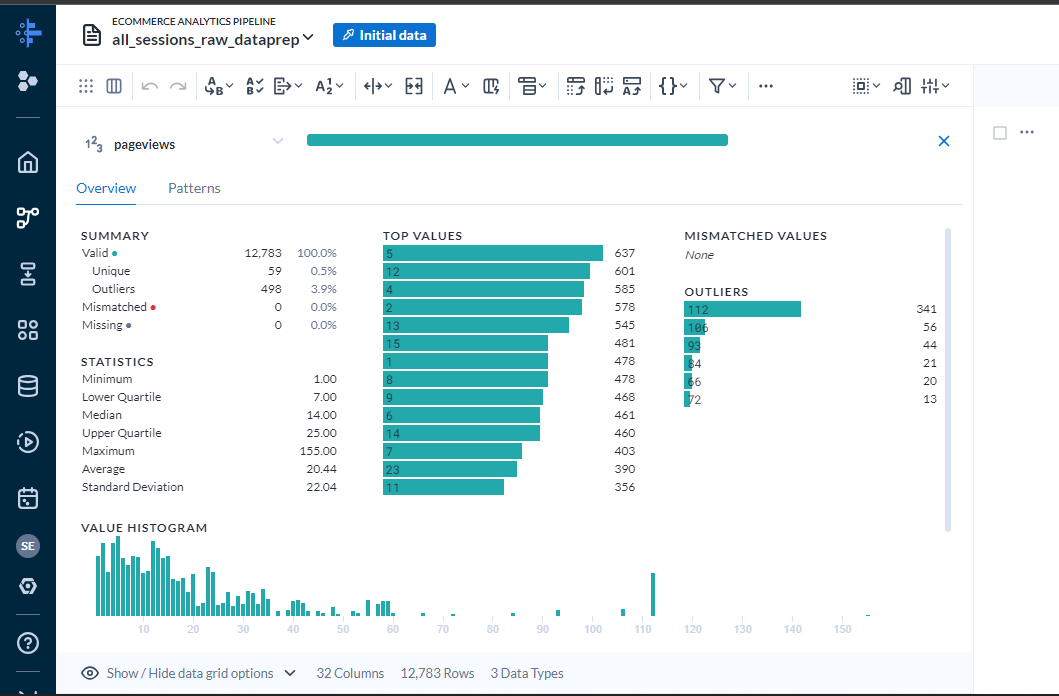 ECOMMERCE ANALYTICS PIPELINE
all_sessions_raw_dataprep
Initial data
pageviews
Overview Patterns
SUMMARY
Valid 12,783 100.0%
Unique 59 0.5%
Outliers 498 3.9%
Mismatched 0 0.0%
Missing 0 0.0%
STATISTICS
Minimum 1.00
Lower Quartile 7.00
Median 14.00
Upper Quartile 25.00
Maximum 155.00
Average 20.44
Standard Deviation 22.04
TOP VALUES
5 637
12 601
4 585
2 578
13 545
15 481
1 478
8 478
9 468
6 461
14 460
7 403
23 390
11 356
MISMATCHED VALUES
None
OUTLIERS
112 341
106 56
93 44
84 21
66 20
72 13
VALUE HISTOGRAM
10 20 30 40 50 60 70 80 90 100 110 120 130 140 150
SE
Show / Hide data grid options 32 Columns 12,783 Rows 3 Data Types